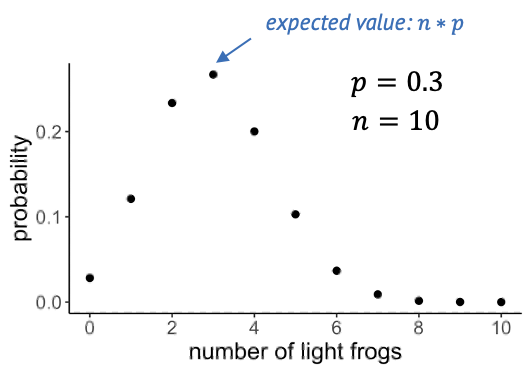 expected value: n ∗ p
p = 0.3
n = 10
probability
0.2
0.1
0.0
0 2 4 6 8 10
number of light frogs